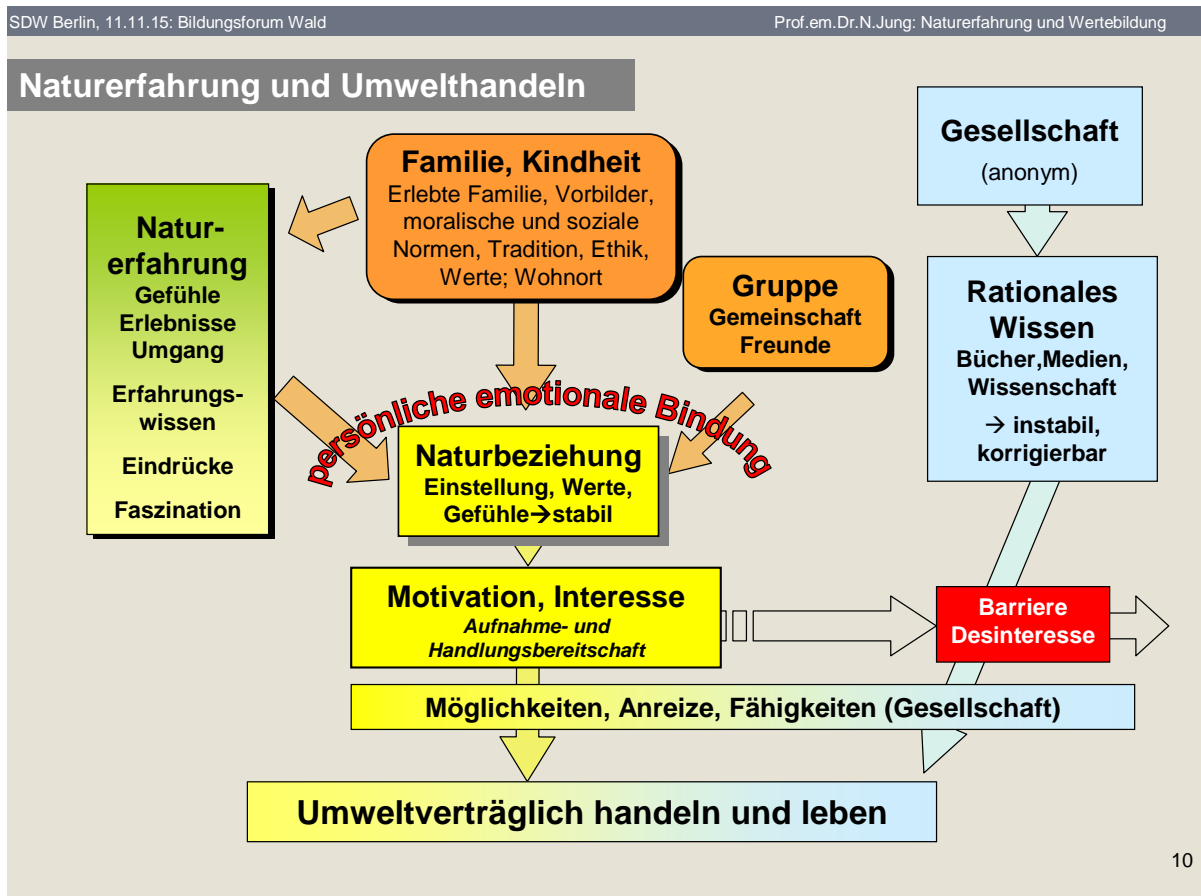 SDW Berlin, 11.11.15: Bildungsforum Wald
Prof.em.Dr.N.Jung: Naturerfahrung und Wertebildung
Naturerfahrung und Umwelthandeln
Familie, Kindheit
Erlebte Familie, Vorbilder,
moralische und soziale
Normen, Tradition, Ethik,
Werte; Wohnort
Gesellschaft
(anonym)
Natur-
erfahrung
Gefühle
Erlebnisse
Umgang
Erfahrungs-
wissen
Eindrücke
Faszination
Gruppe
Gemeinschaft
Freunde
Rationales
Wissen
Bücher,Medien,
Wissenschaft
→ instabil,
korrigierbar
persönliche emotionale Bindung
Naturbeziehung
Einstellung, Werte,
Gefühle→stabil
Motivation, Interesse
Aufnahme- und
Handlungsbereitschaft
Barriere
Desinteresse
Möglichkeiten, Anreize, Fähigkeiten (Gesellschaft)
Umweltverträglich handeln und leben
10